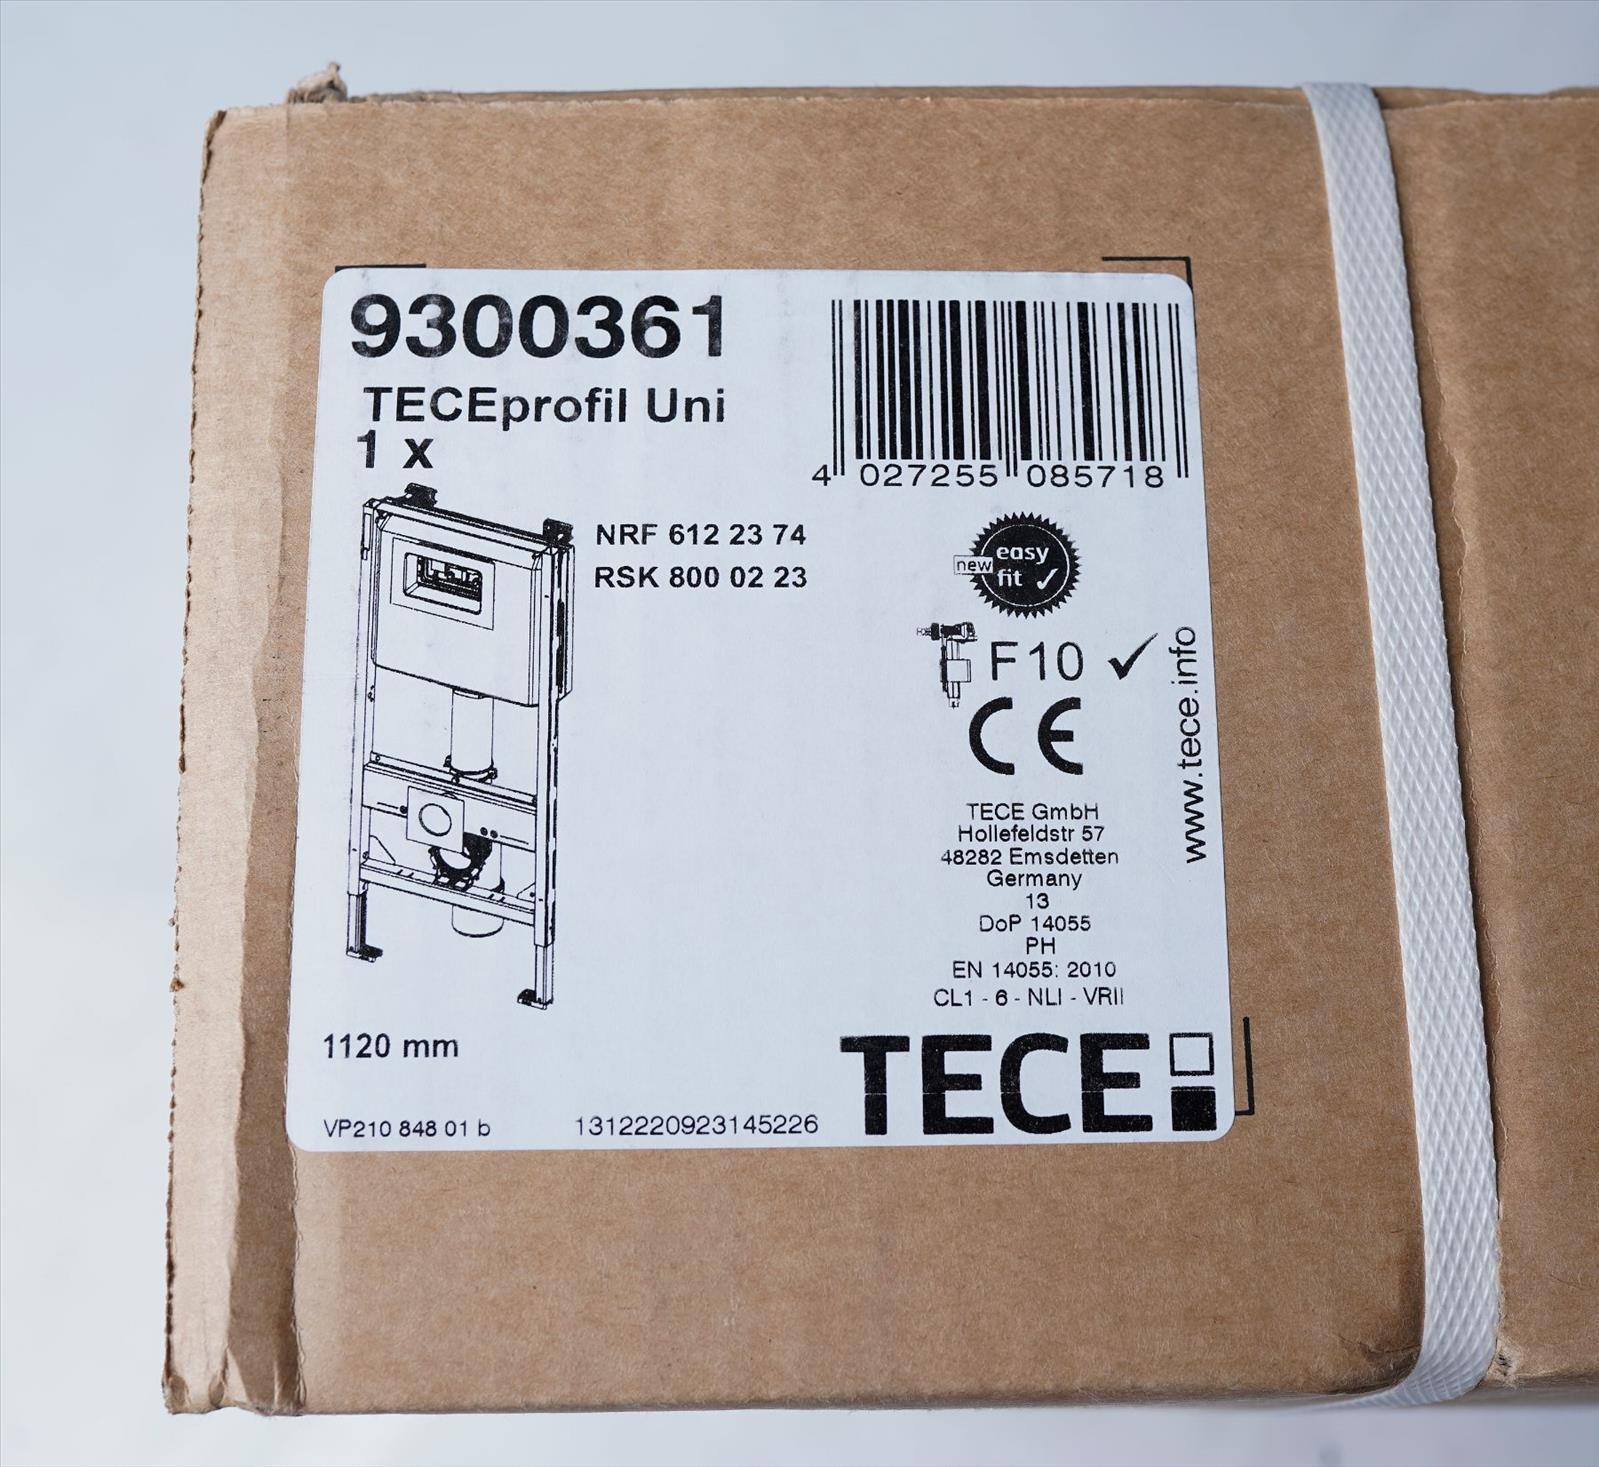 9300361
TECEprofil Uni
1 x
4 027255 085718
NRF 612 23 74
RSK 800 02 23
new
easy
fit
F10
CE
www.tece.info
TECE GmbH
Hollefeldstr 57
48282 Emsdetten
Germany
13
DoP 14055
PH
EN 14055: 2010
CL1 - 6 - NLI - VRII
1120 mm
VP210 848 01 b
1312220923145226
TECE